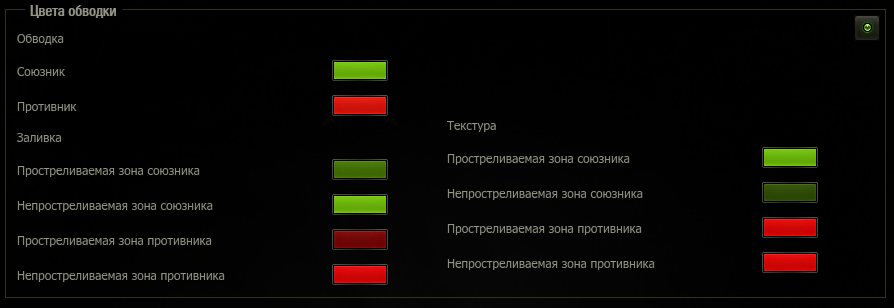 Цвета обводки
Обводка
Союзник
Противник
Заливка
Простреливаемая зона союзника
Непростреливаемая зона союзника
Простреливаемая зона противника
Непростреливаемая зона противника
Текстура
Простреливаемая зона союзника
Непростреливаемая зона союзника
Простреливаемая зона противника
Непростреливаемая зона противника